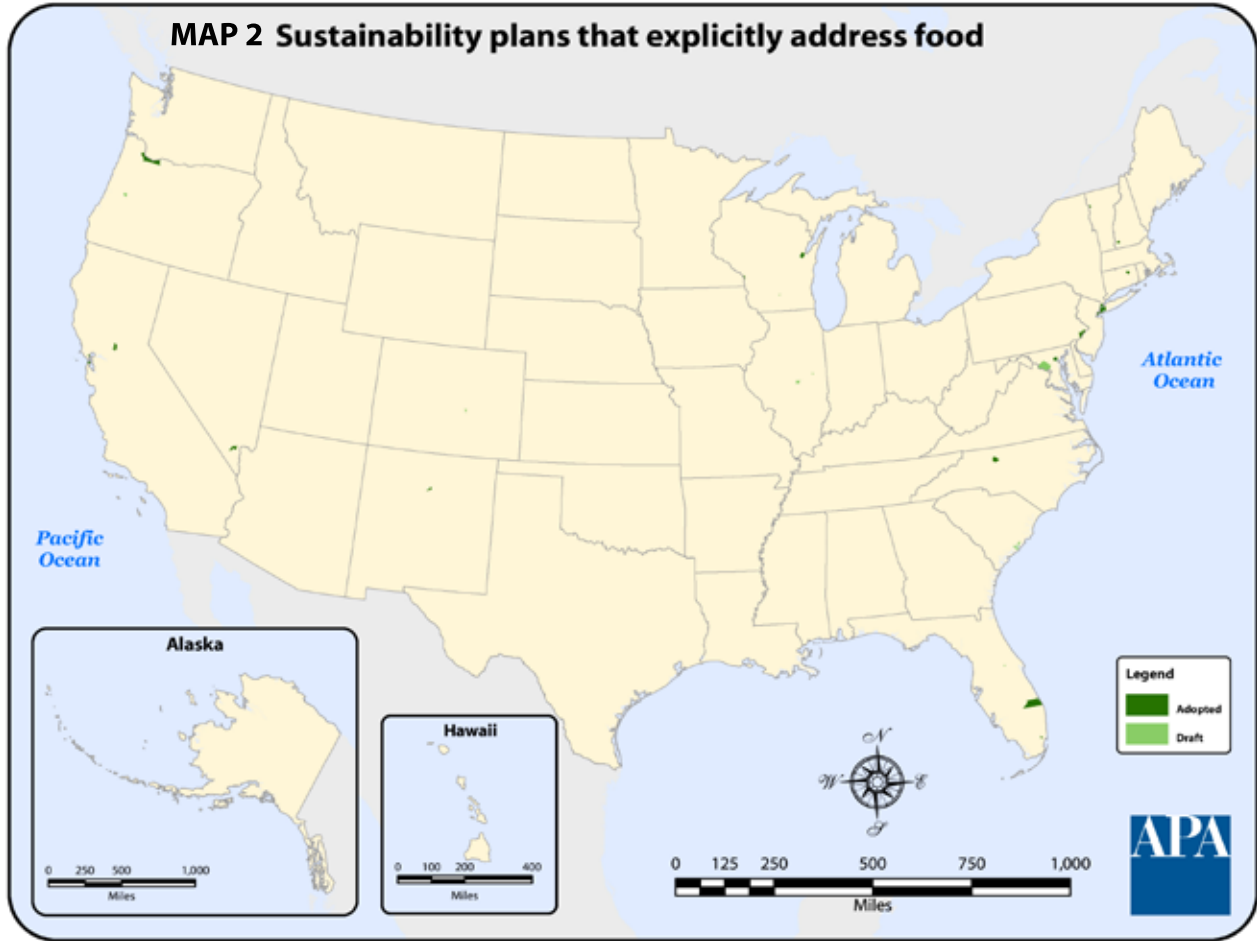 MAP 2 Sustainability plans that explicitly address food
Atlantic
Ocean
Pacific
Ocean
Alaska
0 250 500 1,000
Miles
Hawaii
0 100 200 400
Miles
N
W E
S
0 125 250 500 750 1,000
Miles
Legend
Adopted
Draft
APA